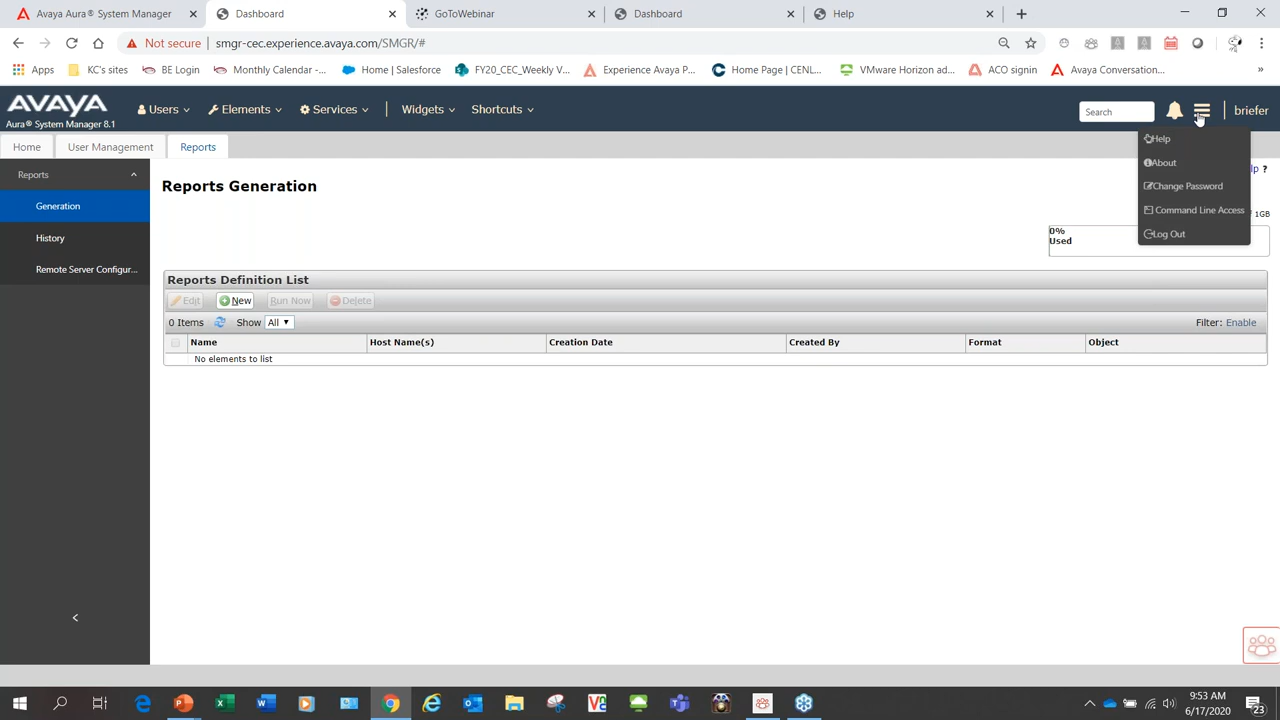 Avaya Aura® System Manager
Dashboard
GoToWebinar
Dashboard
Help
Not secure
smgr-cec.experience.avaya.com/SMGR/#
Apps
KC's sites
BE Login
Monthly Calendar -...
Home | Salesforce
FY20_CEC_Weekly V...
Experience Avaya P...
Home Page | CENL...
VMware Horizon ad...
ACO signin
Avaya Conversation...
»
AVAYA
Aura® System Manager 8.1
Users
Elements
Services
Widgets
Shortcuts
Search
briefer
Home
User Management
Reports
Help
About
Change Password
Command Line Access
Log Out
Reports
Generation
History
Remote Server Configur...
Reports Generation
lp ?
1GB
0%
Used
Reports Definition List
Edit
New
Run Now
Delete
0 Items
Show
All
Filter: Enable
Name
Host Name(s)
Creation Date
Created By
Format
Object
No elements to list
9:53 AM
6/17/2020
23